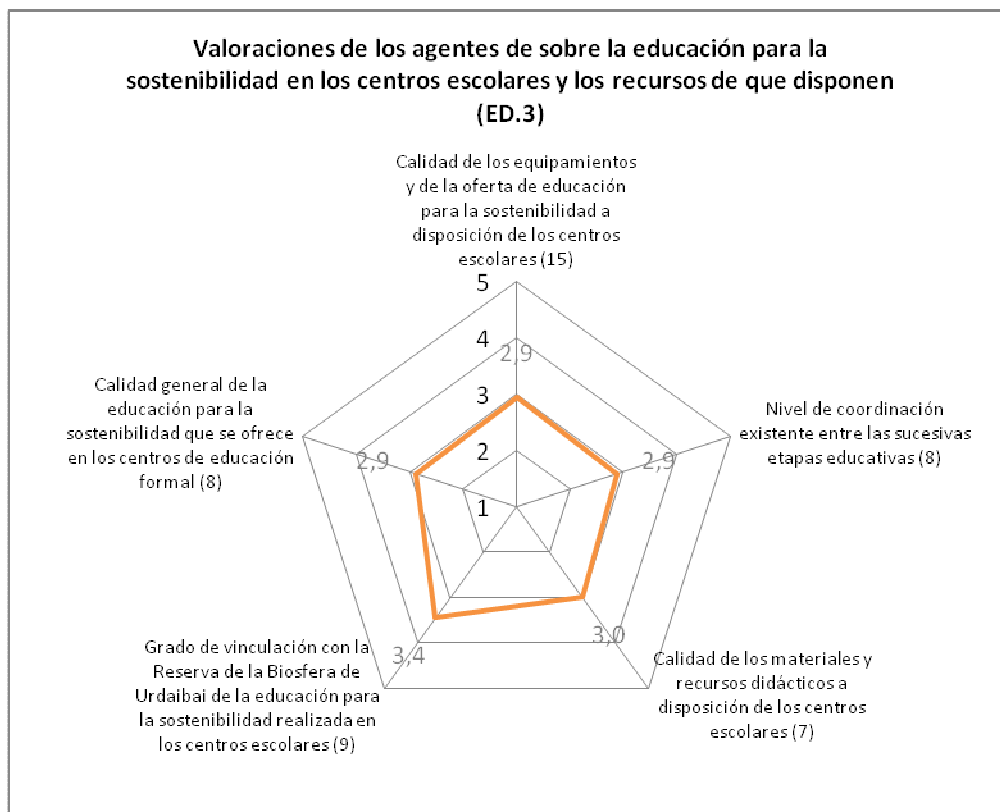 Valoraciones de los agentes de sobre la educación para la
sostenibilidad en los centros escolares y los recursos de que disponen
(ED.3)
Calidad de los equipamientos
y de la oferta de educación
para la sostenibilidad a
disposición de los centros
escolares (15)
5
4
2,9
3
2
1
Nivel de coordinación
existente entre las sucesivas
etapas educativas (8)
2,9
Calidad de los materiales y
recursos didácticos a
disposición de los centros
escolares (7)
3,0
Grado de vinculación con la
Reserva de la Biosfera de
Urdaibai de la educación para
la sostenibilidad realizada en
los centros escolares (9)
3,4
Calidad general de la
educación para la
sostenibilidad que se ofrece
en los centros de educación
formal (8)
2,9